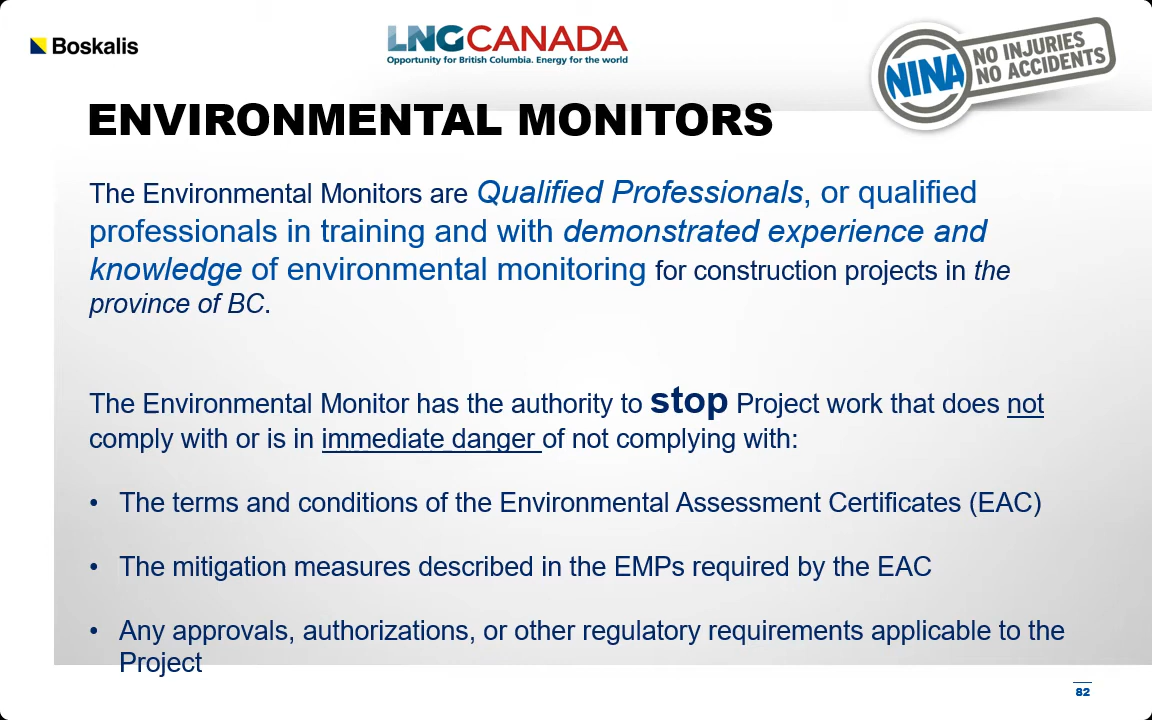 Boskalis
LNGCANADA
Opportunity for British Columbia. Energy for the world
NINA
NO INJURIES
NO ACCIDENTS
ENVIRONMENTAL MONITORS
The Environmental Monitors are Qualified Professionals, or qualified
professionals in training and with demonstrated experience and
knowledge of environmental monitoring for construction projects in the
province of BC.
The Environmental Monitor has the authority to stop Project work that does not
comply with or is in immediate danger of not complying with:
• The terms and conditions of the Environmental Assessment Certificates (EAC)
• The mitigation measures described in the EMPs required by the EAC
• Any approvals, authorizations, or other regulatory requirements applicable to the
Project
82